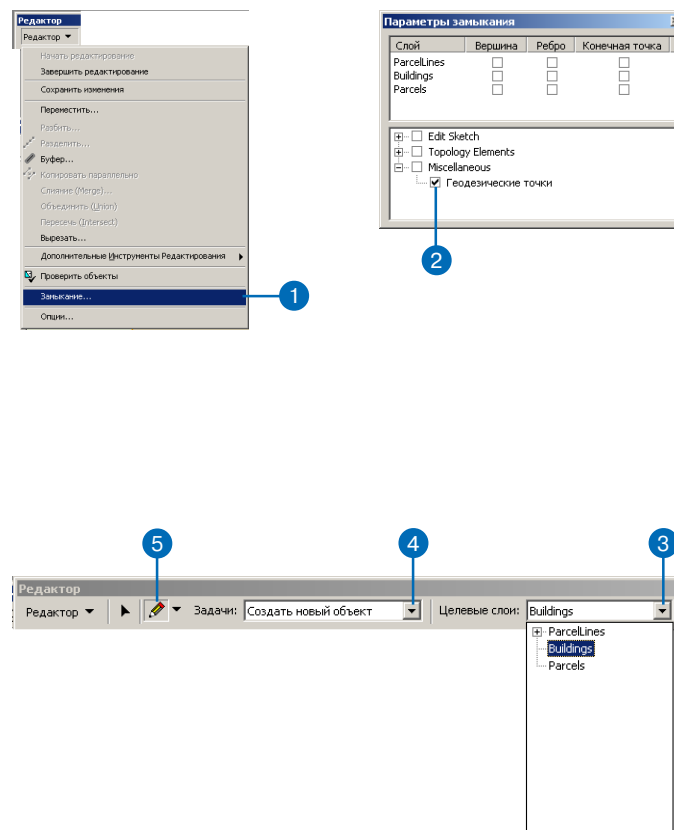 Редактор
Редактор
Начать редактирование
Завершить редактирование
Сохранить изменения
Переместить...
Разбить...
Разделить...
Буфер...
Копировать параллельно
Слияние (Merge)...
Объединить (Union)
Пересечь (Intersect)
Вырезать...
Дополнительные Инструменты Редактирования
Проверить объекты
Замыкание...
Опции...
1
Параметры замыкания
Слой Вершина Ребро Конечная точка
ParcelLines
Buildings
Parcels
Edit Sketch
Topology Elements
Miscellaneous
Геодезические точки
2
5 4 3
Редактор
Редактор Задачи: Создать новый объект Целевые слои: Buildings
ParcelLines
Buildings
Parcels